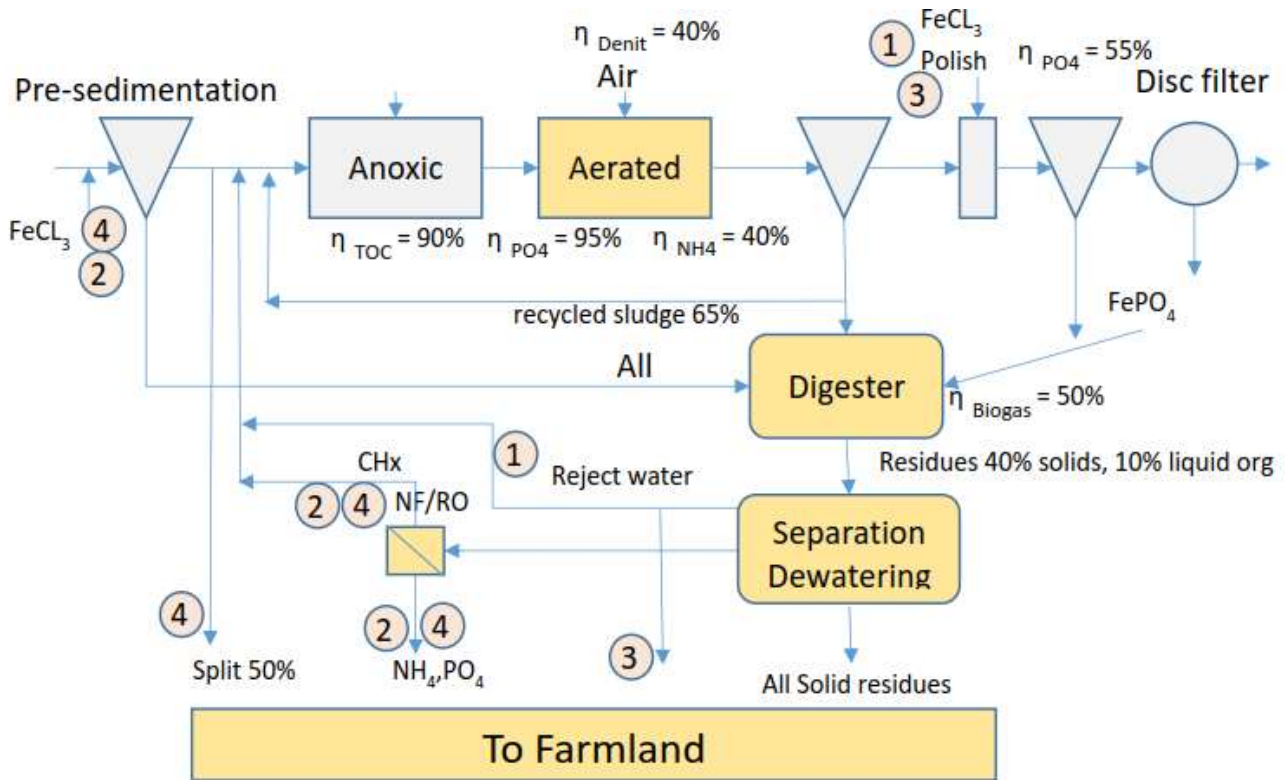 η Denit = 40%
Air
FeCL3
1
Polish
3
η PO4 = 55%
Disc filter
Pre-sedimentation
Anoxic
Aerated
FeCL3
4
2
η TOC = 90%
η PO4 = 95%
η NH4 = 40%
recycled sludge 65%
FePO4
All
Digester
η Biogas = 50%
1
CHx
Reject water
Residues 40% solids, 10% liquid org
2
4
NF/RO
Separation
Dewatering
4
2
4
3
Split 50%
NH4,PO4
All Solid residues
To Farmland